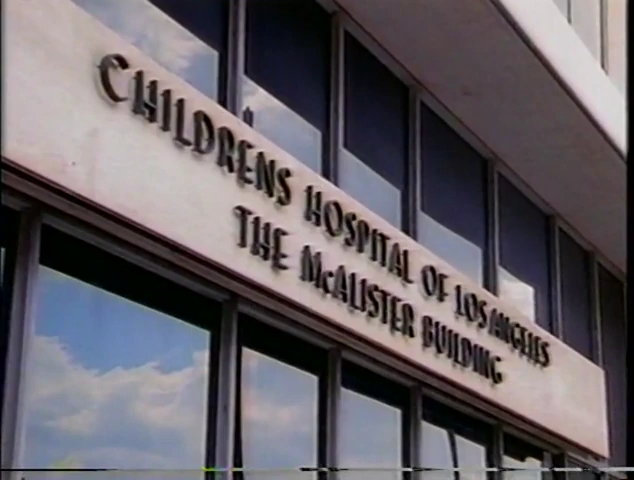 CHILDRENS HOSPITAL OF LOS ANGELES
THE McALISTER BUILDING